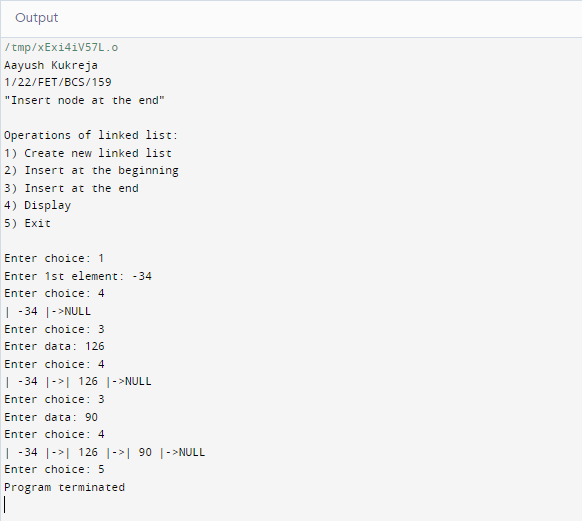 Output
/tmp/xExi4iV57L.o
Aayush Kukreja
1/22/FET/BCS/159
"Insert node at the end"
Operations of linked list:
1) Create new linked list
2) Insert at the beginning
3) Insert at the end
4) Display
5) Exit
Enter choice: 1
Enter 1st element: -34
Enter choice: 4
| -34 |->NULL
Enter choice: 3
Enter data: 126
Enter choice: 4
| -34 |->| 126 |->NULL
Enter choice: 3
Enter data: 90
Enter choice: 4
| -34 |->| 126 |->| 90 |->NULL
Enter choice: 5
Program terminated